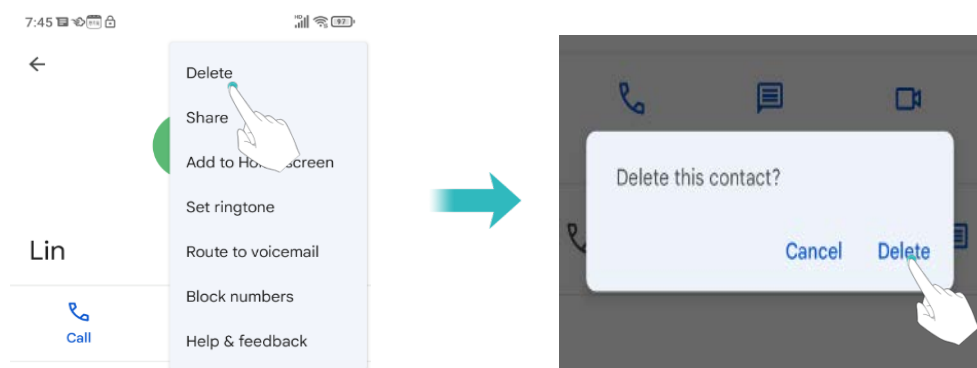 7:45
97
Delete
Share
Add to Ho screen
Set ringtone
Lin
Route to voicemail
Block numbers
Call
Help & feedback
Delete this contact?
Cancel Delete